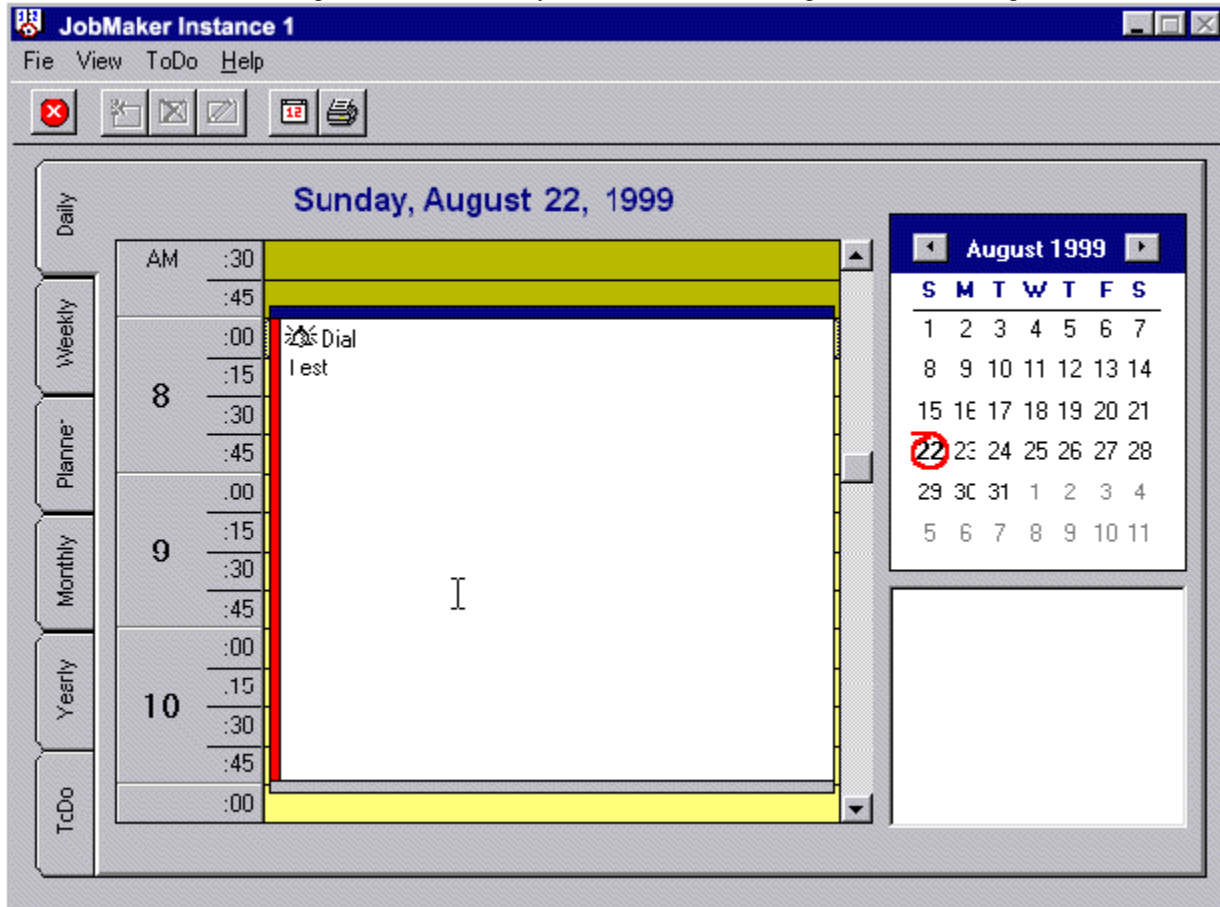 JobMaker Instance 1
Fie View ToDo Help
12
Daily
Weekly
Planner
Monthly
Yearly
ToDo
Sunday, August 22, 1999
AM :30
:45
:00
8 :15
:30
:45
:00
9 :15
:30
:45
:00
10 :15
:30
:45
:00
Dial
Test
August 1999
S M T W T F S
1 2 3 4 5 6 7
8 9 10 11 12 13 14
15 16 17 18 19 20 21
22 23 24 25 26 27 28
29 30 31 1 2 3 4
5 6 7 8 9 10 11